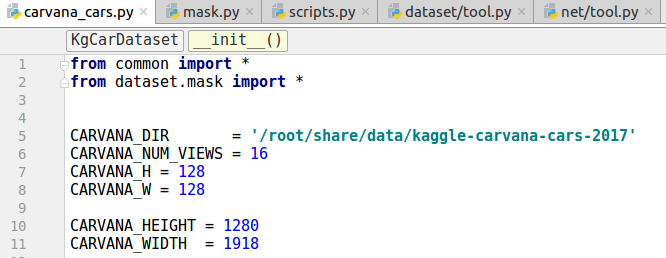 carvana_cars.py mask.py scripts.py dataset/tool.py net/tool.py
KgCarDataset __init__()
1 from common import *
2 from dataset.mask import *
3
4
5 CARVANA_DIR       = '/root/share/data/kaggle-carvana-cars-2017'
6 CARVANA_NUM_VIEWS = 16
7 CARVANA_H = 128
8 CARVANA_W = 128
9
10 CARVANA_HEIGHT = 1280
11 CARVANA_WIDTH  = 1918